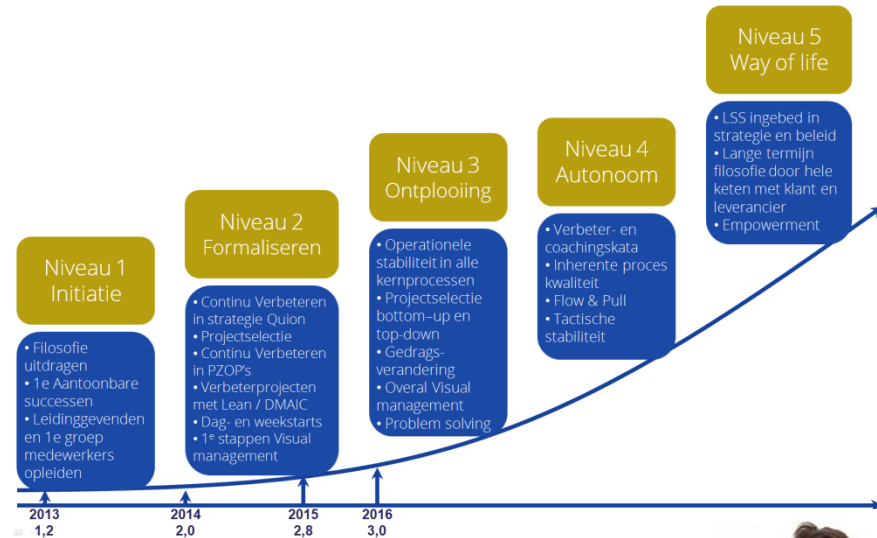 Niveau 1
Initiatie
• Filosofie
uitdragen
• 1e Aantoonbare
successen
• Leidinggevenden
en 1e groep
medewerkers
opleiden
Niveau 2
Formaliseren
• Continu Verbeteren
in strategie Quion
• Projectselectie
• Continu Verbeteren
in PZOP's
• Verbeterprojecten
met Lean / DMAIC
• Dag- en weekstarts
• 1e stappen Visual
management
Niveau 3
Ontplooiing
• Operationele
stabiliteit in alle
kernprocessen
• Projectselectie
bottom–up en
top-down
• Gedrags-
verandering
• Overal Visual
management
• Problem solving
Niveau 4
Autonoom
• Verbeter- en
coachingskata
• Inherente proces
kwaliteit
• Flow & Pull
• Tactische
stabiliteit
Niveau 5
Way of life
• LSS ingebed in
strategie en beleid
• Lange termijn
filosofie door hele
keten met klant en
leverancier
• Empowerment
2013
1,2
2014
2,0
2015
2,8
2016
3,0